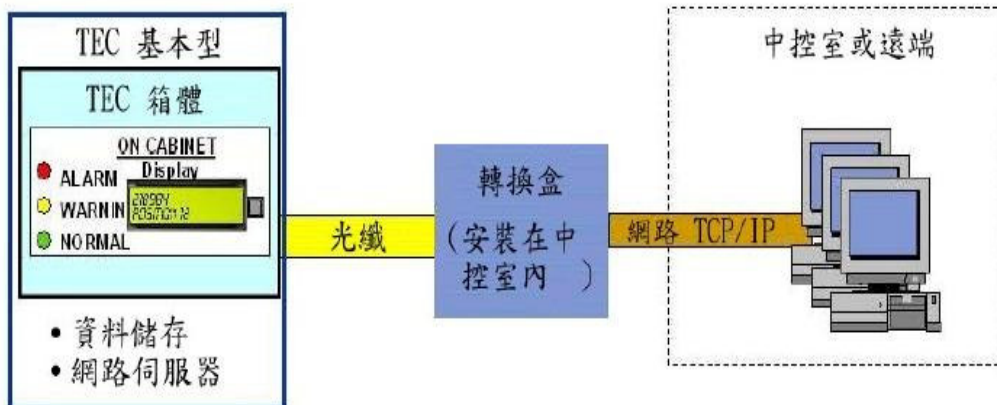 TEC 基本型
TEC 箱體
ON CABINET
Display
ALARM
WARNIN
NORMAL
POSITION 12
• 資料儲存
• 網路伺服器
光纖
轉換盒
(安裝在中
控室內 )
網路 TCP/IP
中控室或遠端